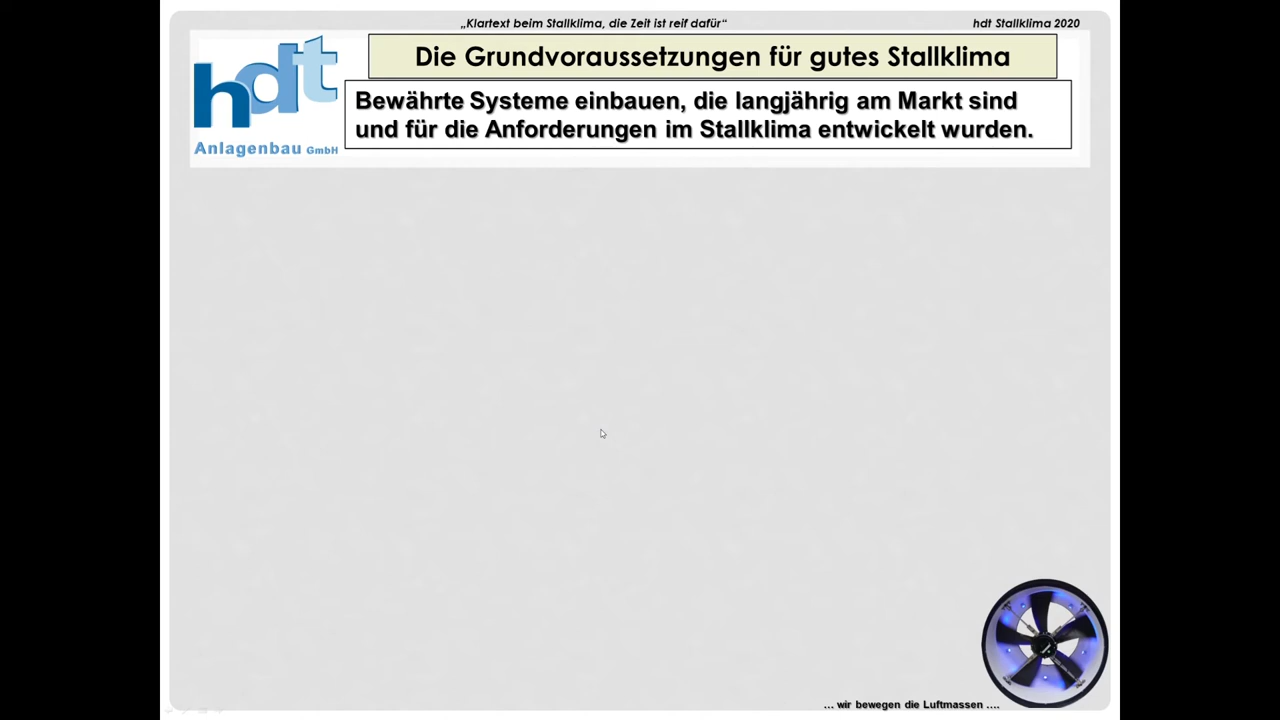 „Klartext beim Stallklima, die Zeit ist reif dafür“
hdt Stallklima 2020
hdt
Anlagenbau GmbH
Die Grundvoraussetzungen für gutes Stallklima
Bewährte Systeme einbauen, die langjährig am Markt sind
und für die Anforderungen im Stallklima entwickelt wurden.
... wir bewegen die Luftmassen ....